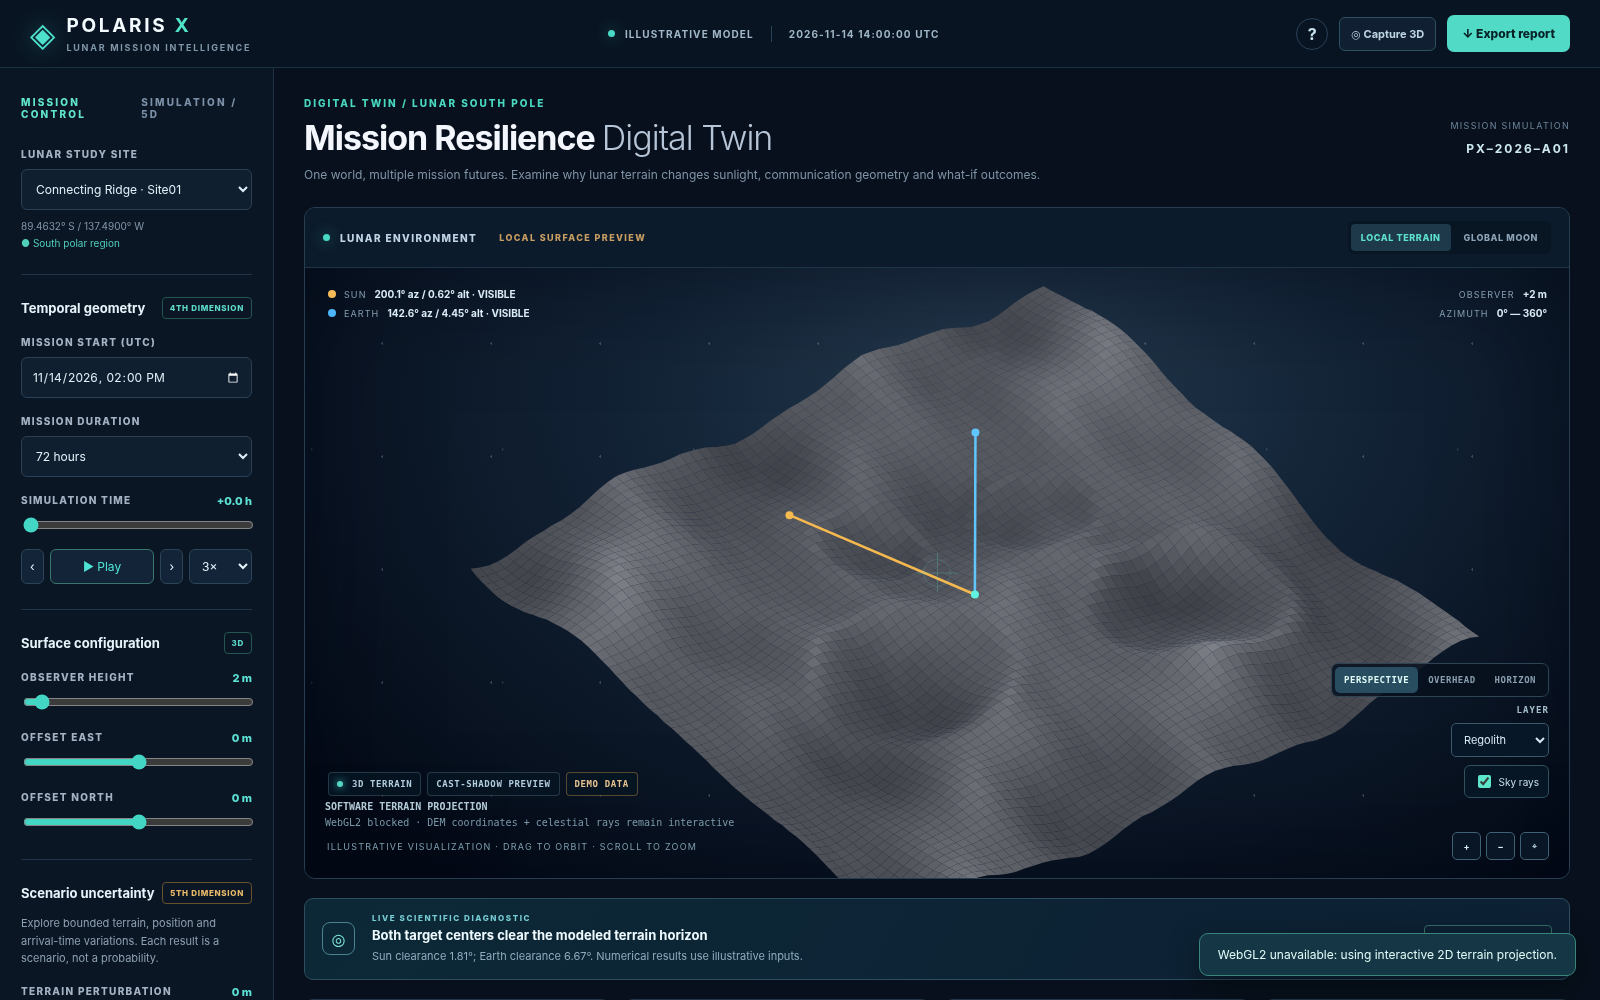 POLARIS X
LUNAR MISSION INTELLIGENCE
ILLUSTRATIVE MODEL
2026-11-14 14:00:00 UTC
?
◎ Capture 3D
↓ Export report
MISSION CONTROL
SIMULATION / 5D
LUNAR STUDY SITE
Connecting Ridge · Site01
89.4632° S / 137.4900° W
South polar region
Temporal geometry
4TH DIMENSION
MISSION START (UTC)
11/14/2026, 02:00 PM
MISSION DURATION
72 hours
SIMULATION TIME
+0.0 h
‹
▶ Play
›
3×
Surface configuration
3D
OBSERVER HEIGHT
2 m
OFFSET EAST
0 m
OFFSET NORTH
0 m
Scenario uncertainty
5TH DIMENSION
Explore bounded terrain, position and
arrival-time variations. Each result is a
scenario, not a probability.
TERRAIN PERTURBATION
0 m
DIGITAL TWIN / LUNAR SOUTH POLE
Mission Resilience Digital Twin
One world, multiple mission futures. Examine why lunar terrain changes sunlight, communication geometry and what-if outcomes.
MISSION SIMULATION
PX–2026–A01
LUNAR ENVIRONMENT
LOCAL SURFACE PREVIEW
LOCAL TERRAIN
GLOBAL MOON
SUN 200.1° az / 0.62° alt · VISIBLE
EARTH 142.6° az / 4.45° alt · VISIBLE
OBSERVER +2 m
AZIMUTH 0° — 360°
PERSPECTIVE
OVERHEAD
HORIZON
LAYER
Regolith
Sky rays
3D TERRAIN
CAST-SHADOW PREVIEW
DEMO DATA
SOFTWARE TERRAIN PROJECTION
WebGL2 blocked · DEM coordinates + celestial rays remain interactive
ILLUSTRATIVE VISUALIZATION · DRAG TO ORBIT · SCROLL TO ZOOM
+
−
⌖
LIVE SCIENTIFIC DIAGNOSTIC
Both target centers clear the modeled terrain horizon
Sun clearance 1.81°; Earth clearance 6.67°. Numerical results use illustrative inputs.
WebGL2 unavailable: using interactive 2D terrain projection.